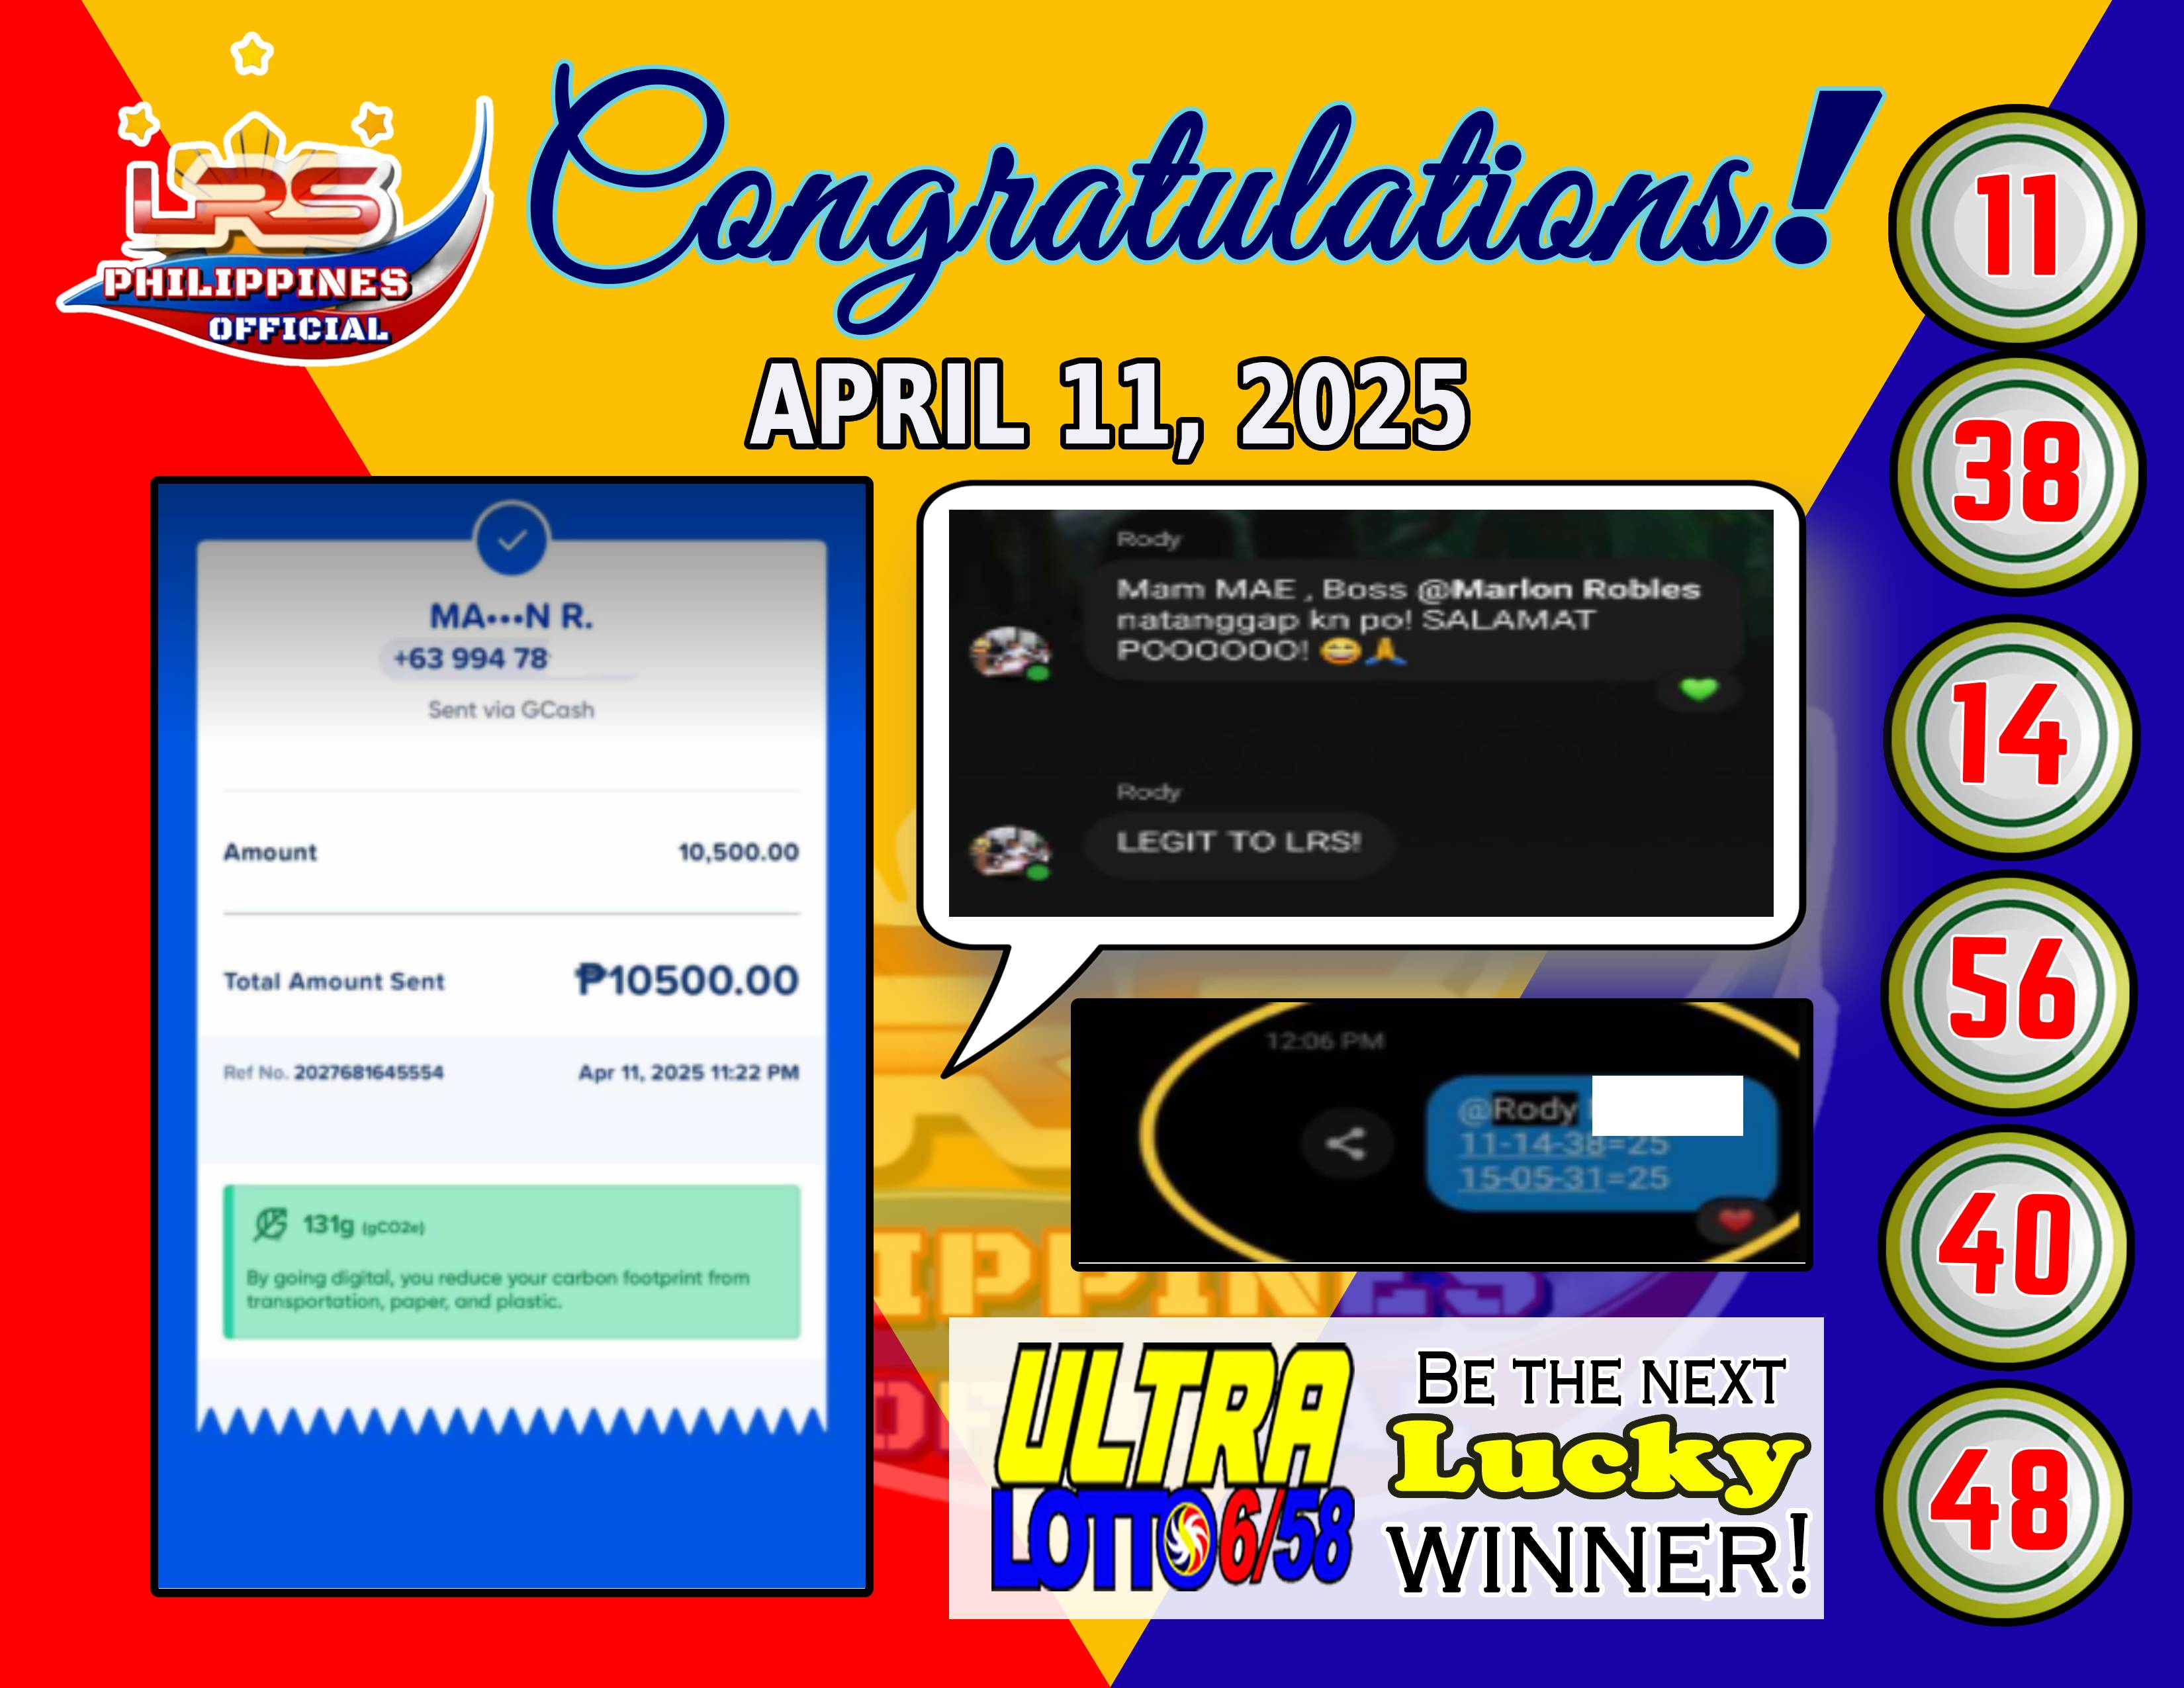 LRS
PHILIPPINES
OFFICIAL
Congratulations!
APRIL 11, 2025
MA•••N R.
+63 994 78
Sent via GCash
Amount 10,500.00
Total Amount Sent ₱10500.00
Ref No. 2027681645554 Apr 11, 2025 11:22 PM
131g (gCO2e)
By going digital, you reduce your carbon footprint from
transportation, paper, and plastic.
Rody
Mam MAE , Boss @Marlon Robles
natanggap kn po! SALAMAT
POOOOOO! 😄🙏
Rody
LEGIT TO LRS!
12:06 PM
@Rody
11-14-38=25
15-05-31=25
ULTRA
LOTTO 6/58
BE THE NEXT
Lucky
WINNER!
11
38
14
56
40
48